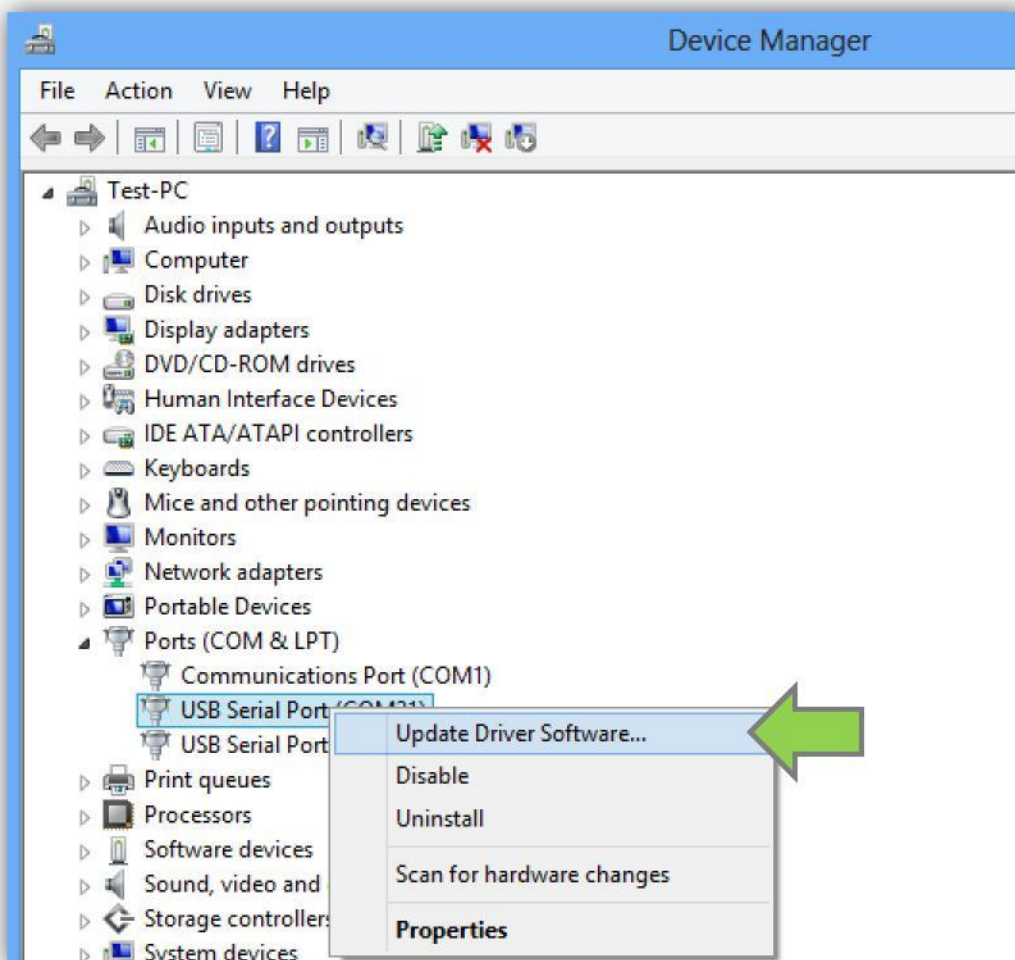 Device Manager
File Action View Help
Test-PC
Audio inputs and outputs
Computer
Disk drives
Display adapters
DVD/CD-ROM drives
Human Interface Devices
IDE ATA/ATAPI controllers
Keyboards
Mice and other pointing devices
Monitors
Network adapters
Portable Devices
Ports (COM & LPT)
Communications Port (COM1)
USB Serial Port
USB Serial Port
Print queues
Processors
Software devices
Sound, video and
Storage controllers
System devices
Update Driver Software...
Disable
Uninstall
Scan for hardware changes
Properties